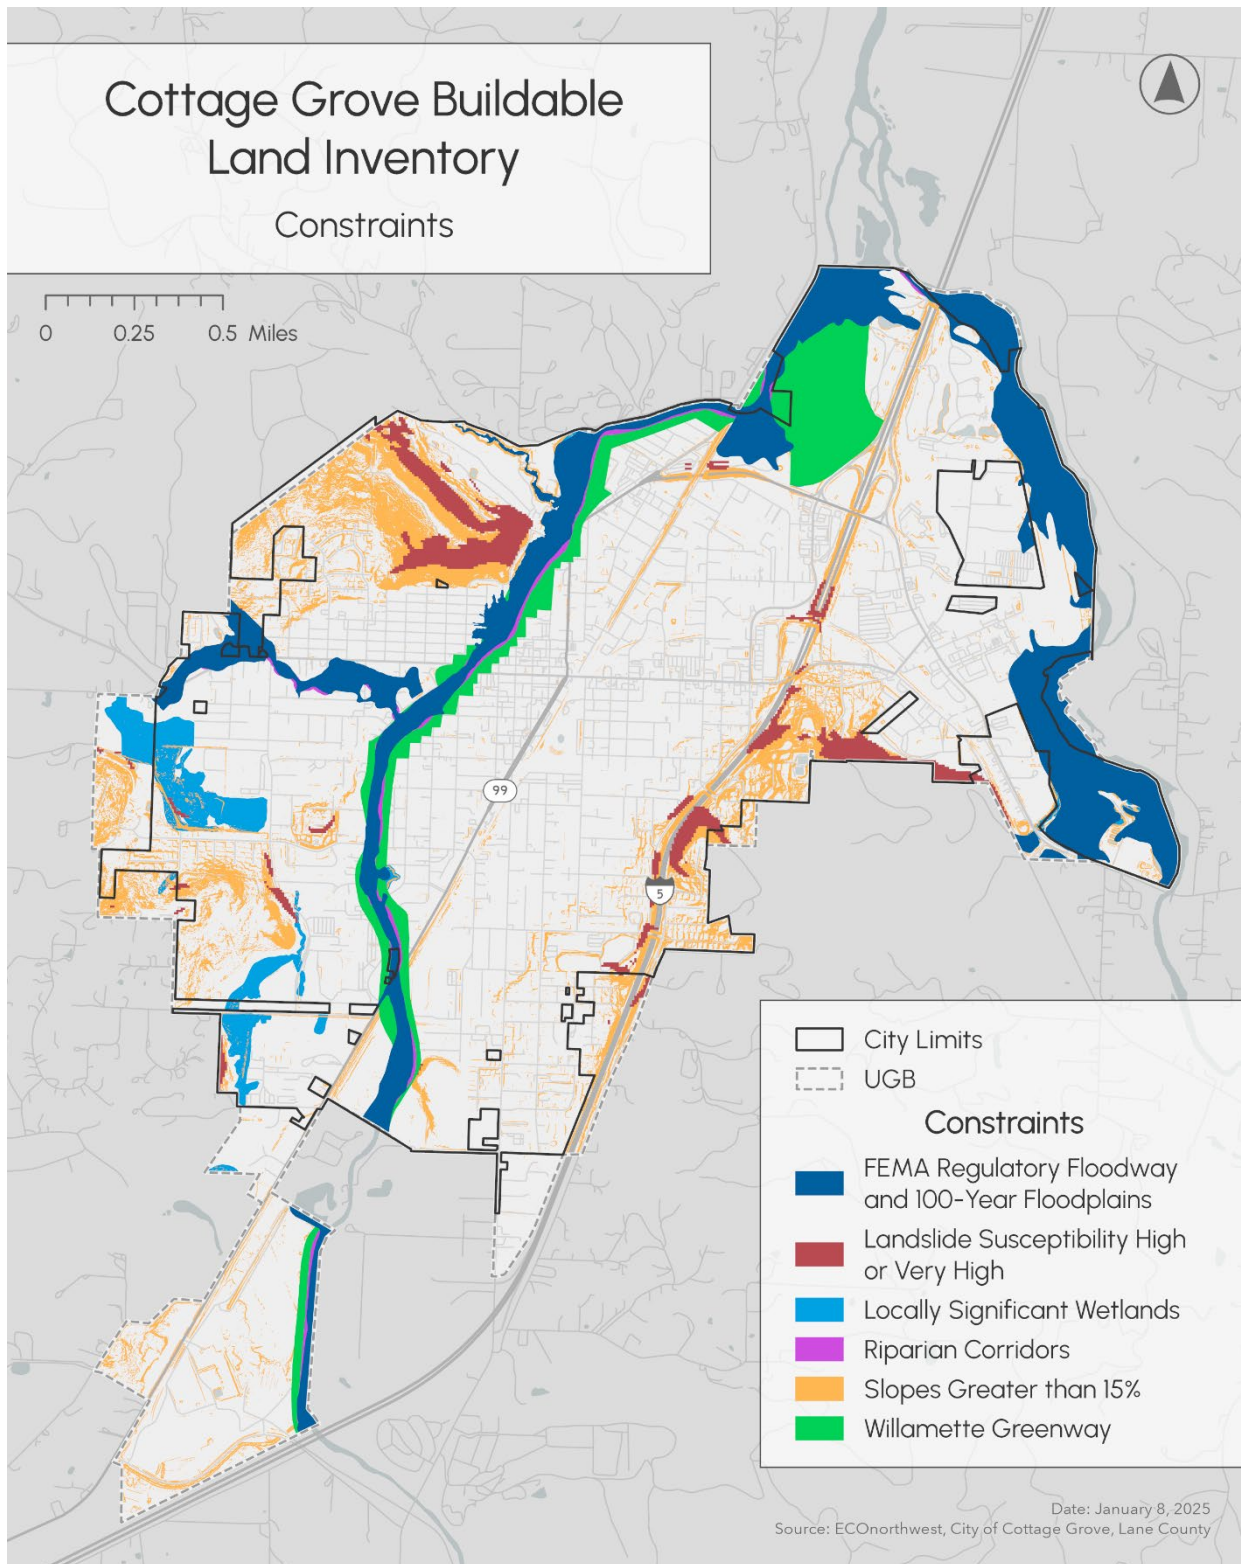 Cottage Grove Buildable
Land Inventory
Constraints
0 0.25 0.5 Miles
99
5
City Limits
UGB
Constraints
FEMA Regulatory Floodway
and 100-Year Floodplains
Landslide Susceptibility High
or Very High
Locally Significant Wetlands
Riparian Corridors
Slopes Greater than 15%
Willamette Greenway
Date: January 8, 2025
Source: ECOnorthwest, City of Cottage Grove, Lane County